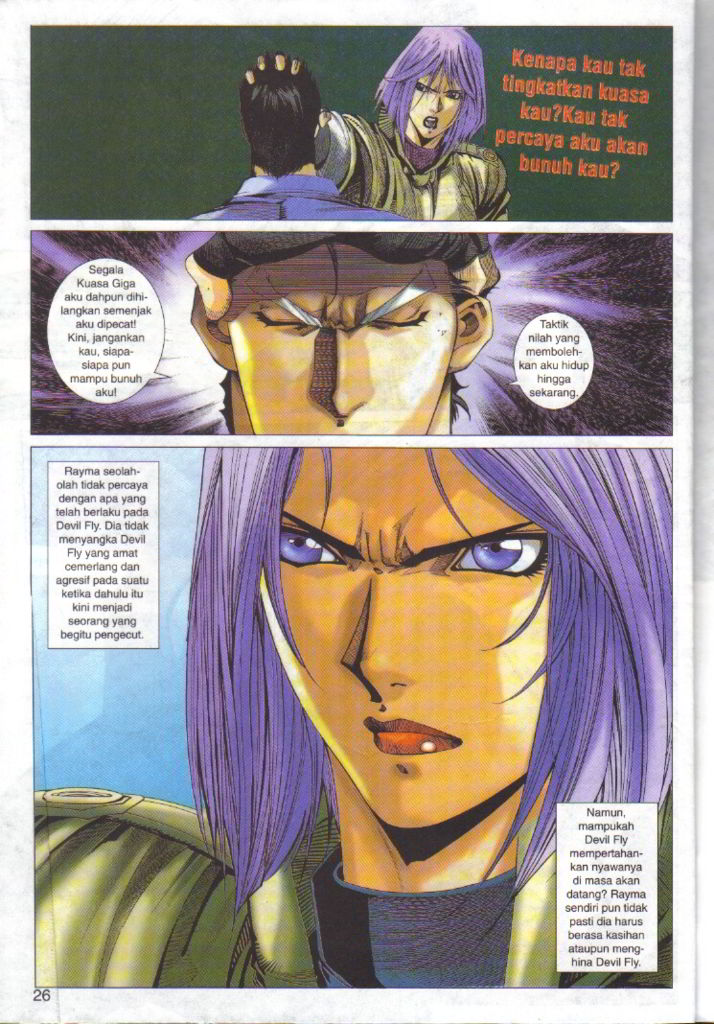 Kenapa kau tak
tingkatkan kuasa
kau?Kau tak
percaya aku akan
bunuh kau?
Segala
Kuasa Giga
aku dahpun dihi-
langkan semenjak
aku dipecat!
Kini, jangankan
kau, siapa-
siapa pun
mampu bunuh
aku!
Taktik
nilah yang
memboleh-
kan aku hidup
hingga
sekarang.
Rayma seolah-
olah tidak percaya
dengan apa yang
telah berlaku pada
Devil Fly. Dia tidak
menyangka Devil
Fly yang amat
cemerlang dan
agresif pada suatu
ketika dahulu itu
kini menjadi
seorang yang
begitu pengecut.
Namun,
mampukah
Devil Fly
mempertahan-
kan nyawanya
di masa akan
datang? Rayma
sendiri pun tidak
pasti dia harus
berasa kasihan
ataupun meng-
hina Devil Fly.
26